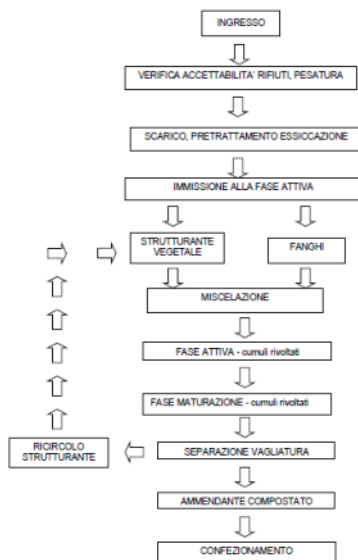 INGRESSO
VERIFICA ACCETTABILITA' RIFIUTI, PESATURA
SCARICO, PRETRATTAMENTO ESSICCAZIONE
IMMISSIONE ALLA FASE ATTIVA
STRUTTURANTE
VEGETALE
FANGHI
MISCELAZIONE
FASE ATTIVA - cumuli rivoltati
FASE MATURAZIONE - cumuli rivoltati
RICIRCOLO
STRUTTURANTE
SEPARAZIONE VAGLIATURA
AMMENDANTE COMPOSTATO
CONFEZIONAMENTO